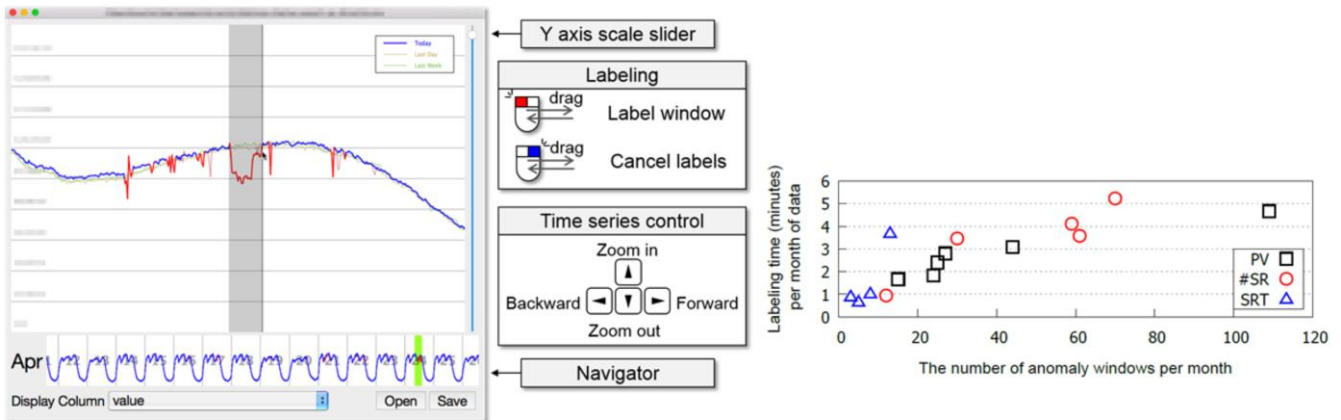 Today
Last Day
Last Week
Apr
22
Display Column value
Open Save
Y axis scale slider
Labeling
drag
Label window
drag
Cancel labels
Time series control
Zoom in
Backward Forward
Zoom out
Navigator
Labeling time (minutes)
per month of data
6
5
4
3
2
1
0
PV
#SR
SRT
0 20 40 60 80 100 120
The number of anomaly windows per month